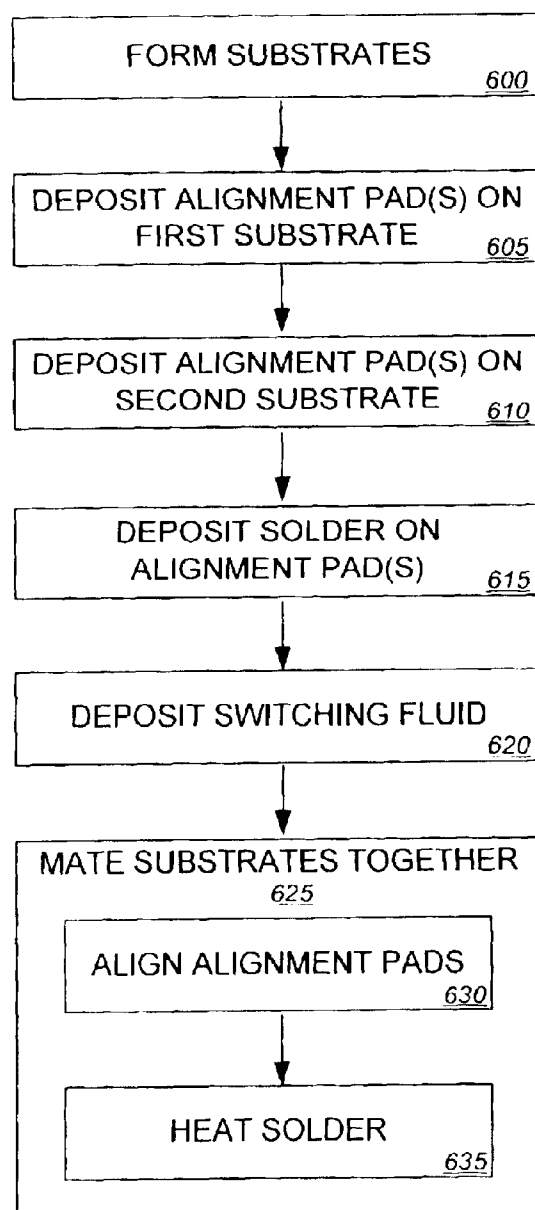 FORM SUBSTRATES
600
DEPOSIT ALIGNMENT PAD(S) ON
FIRST SUBSTRATE
605
DEPOSIT ALIGNMENT PAD(S) ON
SECOND SUBSTRATE
610
DEPOSIT SOLDER ON
ALIGNMENT PAD(S)
615
DEPOSIT SWITCHING FLUID
620
MATE SUBSTRATES TOGETHER
625
ALIGN ALIGNMENT PADS
630
HEAT SOLDER
635